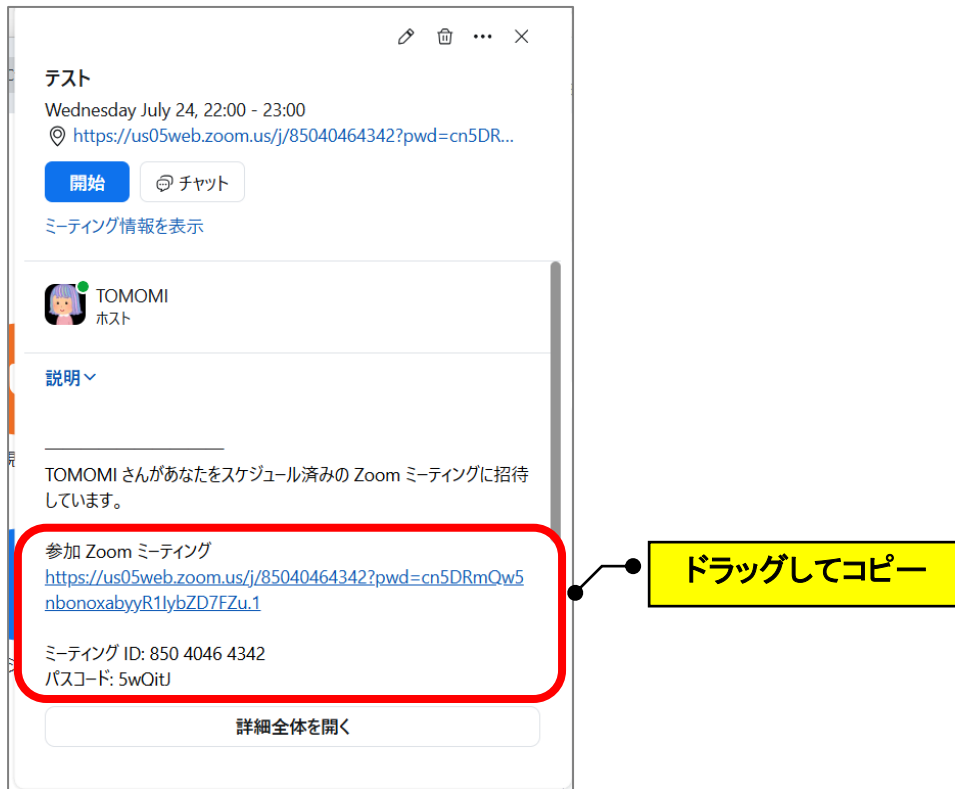 テスト
Wednesday July 24, 22:00 - 23:00
https://us05web.zoom.us/j/85040464342?pwd=cn5DR...
開始
チャット
ミーティング情報を表示
TOMOMI
ホスト
説明
TOMOMI さんがあなたをスケジュール済みの Zoom ミーティングに招待
しています。
参加 Zoom ミーティング
https://us05web.zoom.us/j/85040464342?pwd=cn5DRmQw5
nbonoxabyyR1IybZD7FZu.1
ドラッグしてコピー
ミーティング ID: 850 4046 4342
パスコード: 5wQitJ
詳細全体を開く